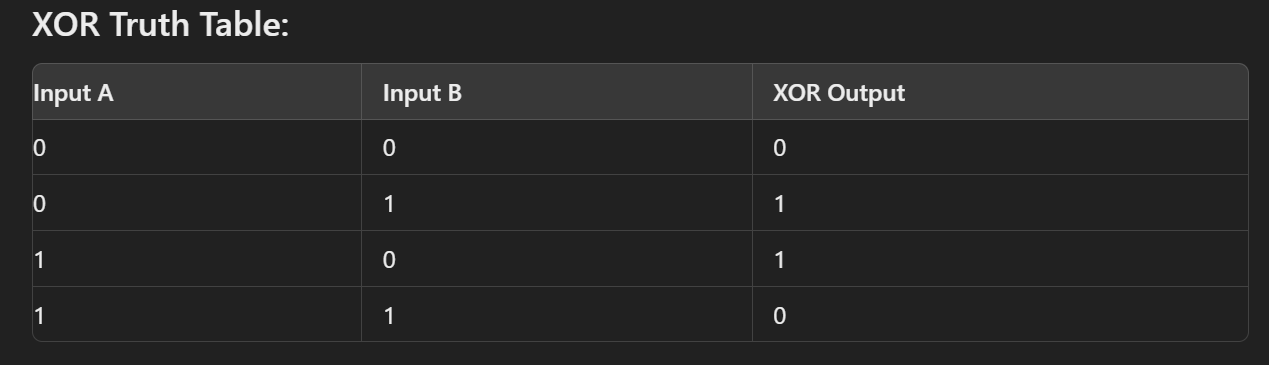 XOR Truth Table:
Input A Input B XOR Output
0 0 0
0 1 1
1 0 1
1 1 0